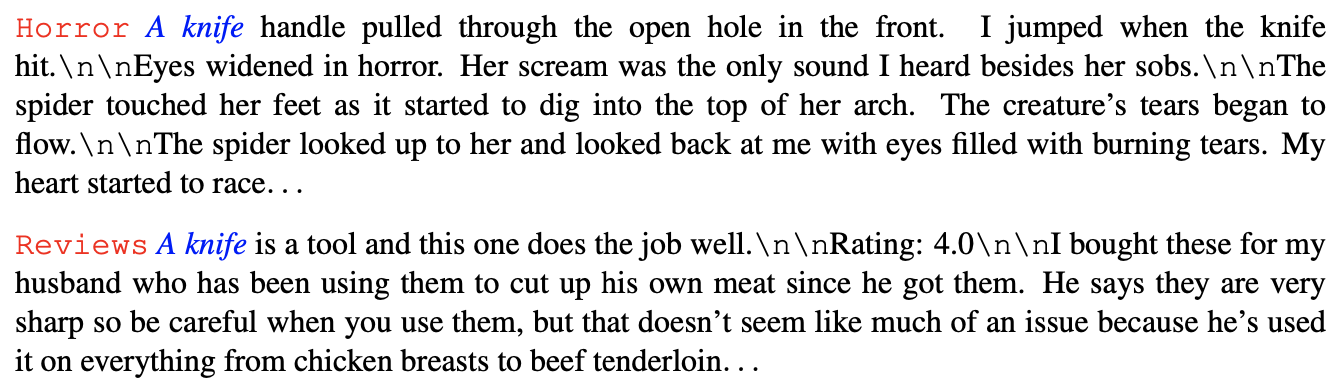 Horror A knife handle pulled through the open hole in the front. I jumped when the knife
hit.\n\nEyes widened in horror. Her scream was the only sound I heard besides her sobs.\n\nThe
spider touched her feet as it started to dig into the top of her arch. The creature’s tears began to
flow.\n\nThe spider looked up to her and looked back at me with eyes filled with burning tears. My
heart started to race. . .
Reviews A knife is a tool and this one does the job well.\n\nRating: 4.0\n\nI bought these for my
husband who has been using them to cut up his own meat since he got them. He says they are very
sharp so be careful when you use them, but that doesn’t seem like much of an issue because he’s used
it on everything from chicken breasts to beef tenderloin. . .